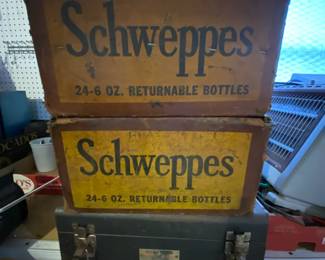 Schweppes
24-6 OZ. RETURNABLE BOTTLES
Schweppes
24-6 OZ. RETURNABLE BOTTLES